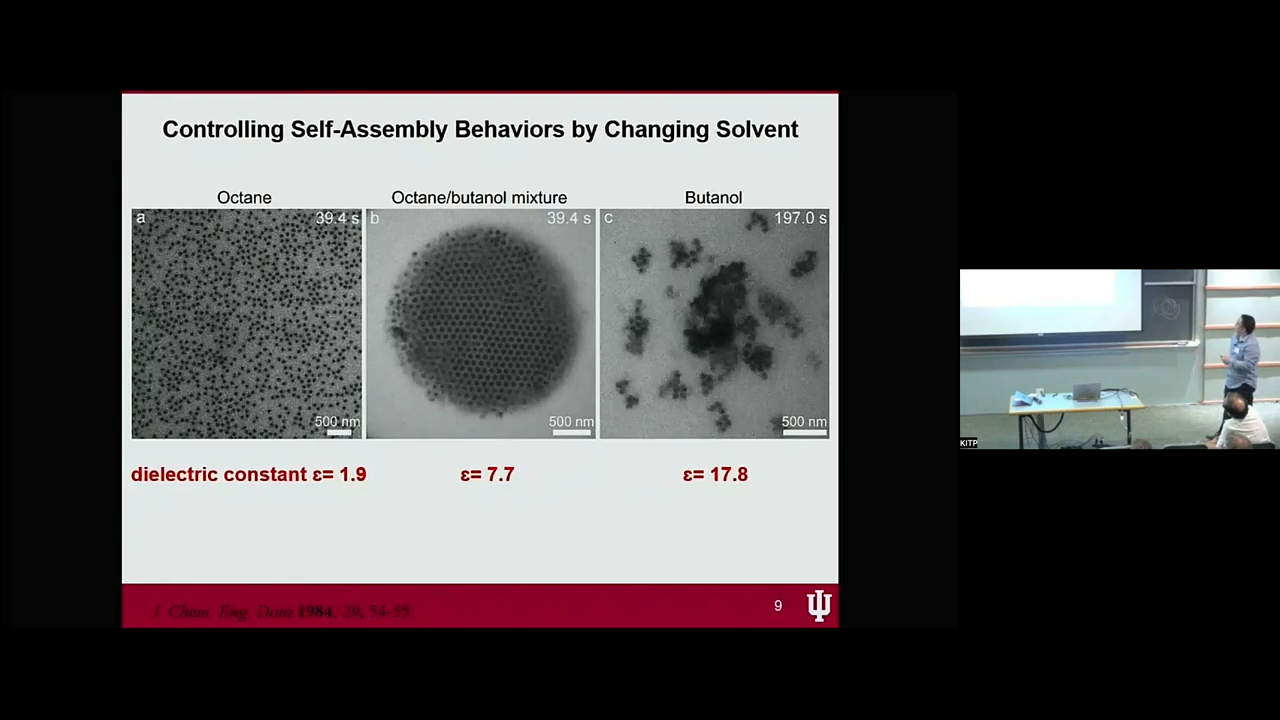 Controlling Self-Assembly Behaviors by Changing Solvent
Octane
Octane/butanol mixture
Butanol
a
39.4 s
b
39.4 s
c
197.0 s
500 nm
500 nm
500 nm
dielectric constant ε= 1.9
ε= 7.7
ε= 17.8
J. Chem. Eng. Data 1984, 29, 54-55
9
KITP